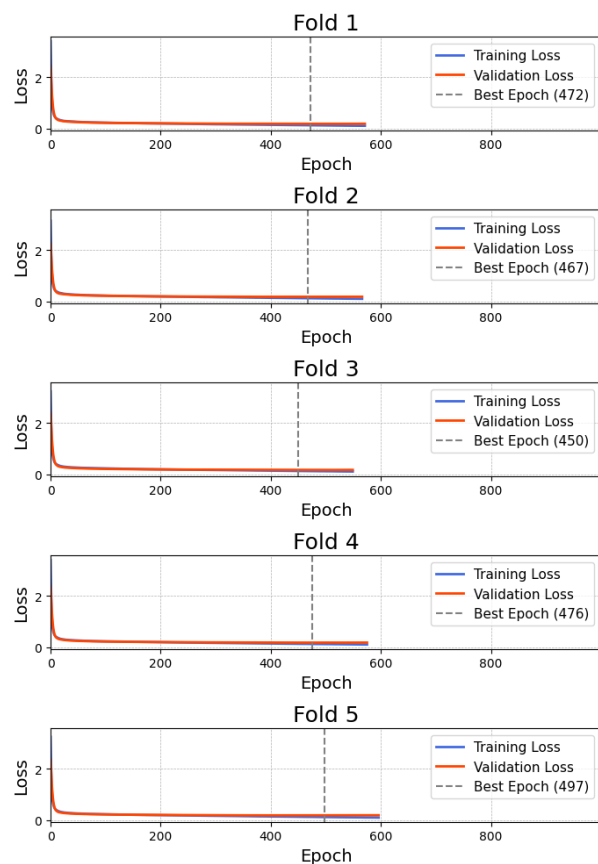 Fold 1
Loss
2
0
Training Loss
Validation Loss
Best Epoch (472)
0 200 400 600 800
Epoch
Fold 2
Loss
2
0
Training Loss
Validation Loss
Best Epoch (467)
0 200 400 600 800
Epoch
Fold 3
Loss
2
0
Training Loss
Validation Loss
Best Epoch (450)
0 200 400 600 800
Epoch
Fold 4
Loss
2
0
Training Loss
Validation Loss
Best Epoch (476)
0 200 400 600 800
Epoch
Fold 5
Loss
2
0
Training Loss
Validation Loss
Best Epoch (497)
0 200 400 600 800
Epoch